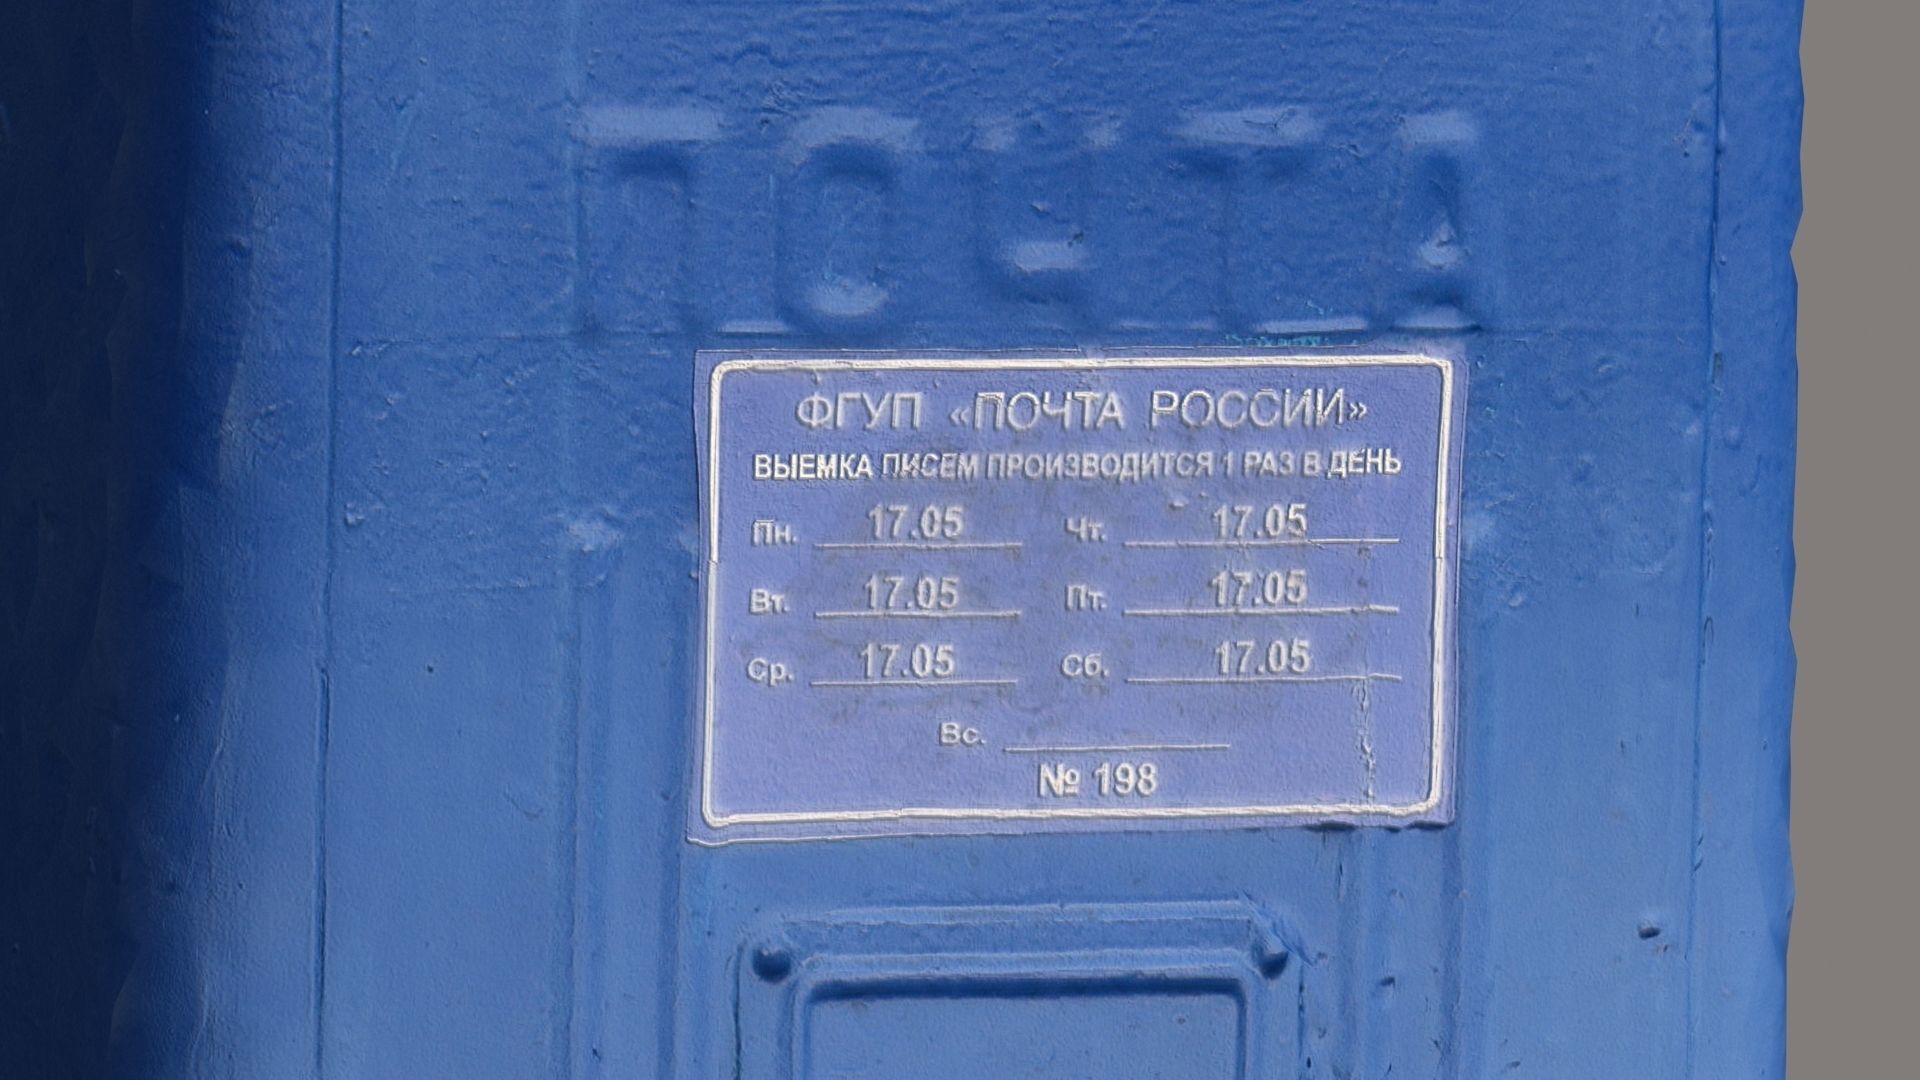 ПОЧТА
ФГУП «ПОЧТА РОССИИ»
ВЫЕМКА ПИСЕМ ПРОИЗВОДИТСЯ 1 РАЗ В ДЕНЬ
Пн. 17.05 Чт. 17.05
Вт. 17.05 Пт. 17.05
Ср. 17.05 Сб. 17.05
Вс.
№ 198